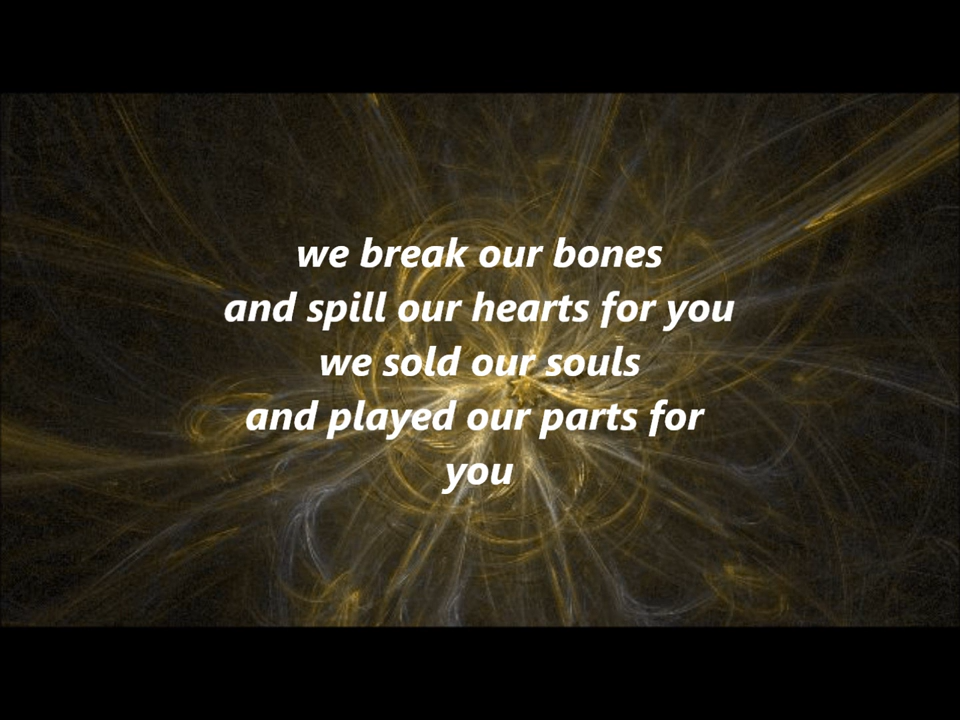 we break our bones
and spill our hearts for you
we sold our souls
and played our parts for
you